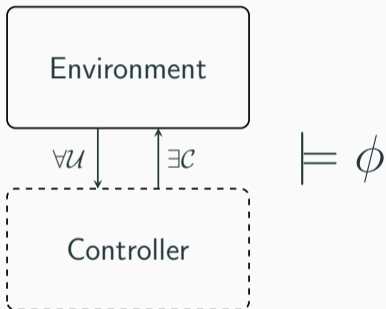 Environment
∀𝒰 ∃𝒞
⊨ ϕ
Controller